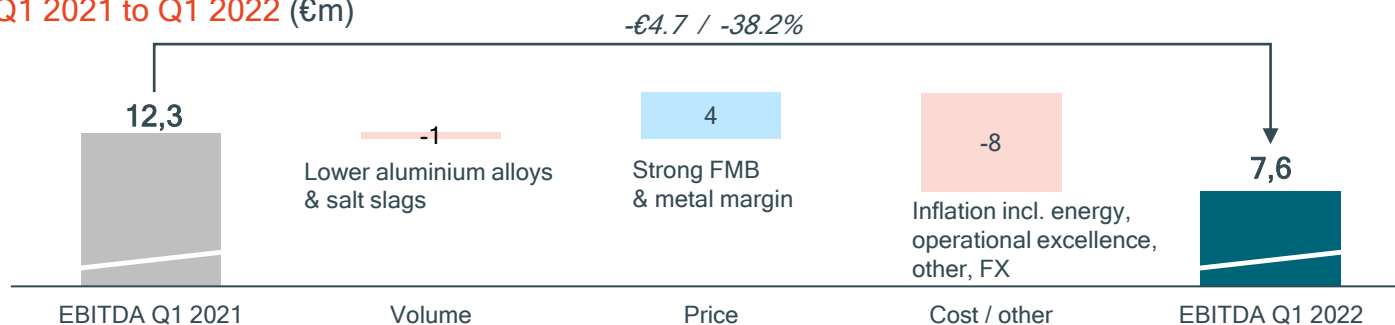 Q1 2021 to Q1 2022 (€m)
-€4.7 / -38.2%
12,3
-1
Lower aluminium alloys
& salt slags
4
Strong FMB
& metal margin
-8
Inflation incl. energy,
operational excellence,
other, FX
7,6
EBITDA Q1 2021
Volume
Price
Cost / other
EBITDA Q1 2022